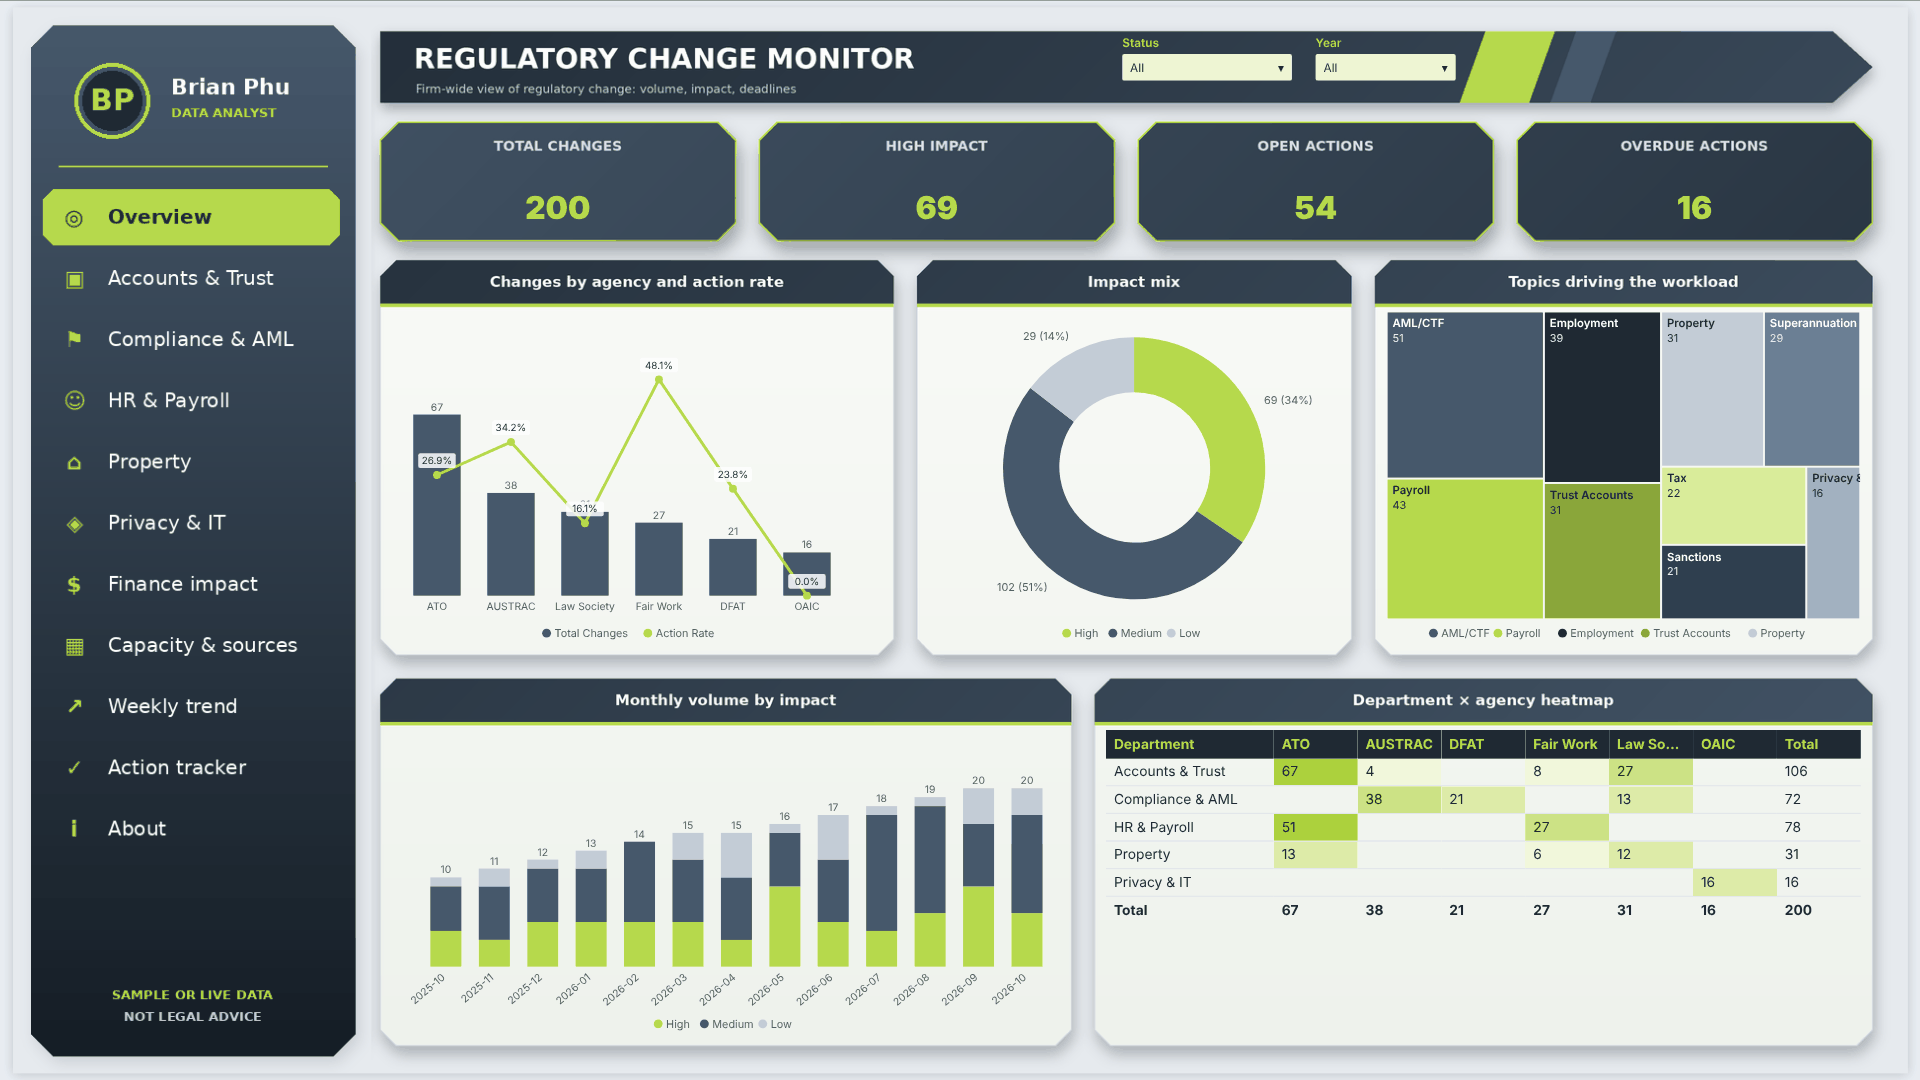 BP
Brian Phu
DATA ANALYST
Overview
Accounts & Trust
Compliance & AML
HR & Payroll
Property
Privacy & IT
$ Finance impact
Capacity & sources
Weekly trend
Action tracker
i About
SAMPLE OR LIVE DATA
NOT LEGAL ADVICE
REGULATORY CHANGE MONITOR
Firm-wide view of regulatory change: volume, impact, deadlines
Status
All
Year
All
TOTAL CHANGES
200
HIGH IMPACT
69
OPEN ACTIONS
54
OVERDUE ACTIONS
16
Changes by agency and action rate
48.1%
67
34.2%
26.9%
23.8%
38
16.1%
27
21
16
0.0%
ATO AUSTRAC Law Society Fair Work DFAT OAIC
Total Changes Action Rate
Impact mix
29 (14%)
69 (34%)
102 (51%)
High Medium Low
Topics driving the workload
AML/CTF
51
Employment
39
Property
31
Superannuation
29
Payroll
43
Trust Accounts
31
Tax
22
Privacy &
16
Sanctions
21
AML/CTF Payroll Employment Trust Accounts Property
Monthly volume by impact
10 11 12 13 14 15 15 16 17 18 19 20 20
2025-10 2025-11 2025-12 2026-01 2026-02 2026-03 2026-04 2026-05 2026-06 2026-07 2026-08 2026-09 2026-10
High Medium Low
Department × agency heatmap
Department ATO AUSTRAC DFAT Fair Work Law So... OAIC Total
Accounts & Trust 67 4 8 27 106
Compliance & AML 38 21 13 72
HR & Payroll 51 27 78
Property 13 6 12 31
Privacy & IT 16 16
Total 67 38 21 27 31 16 200